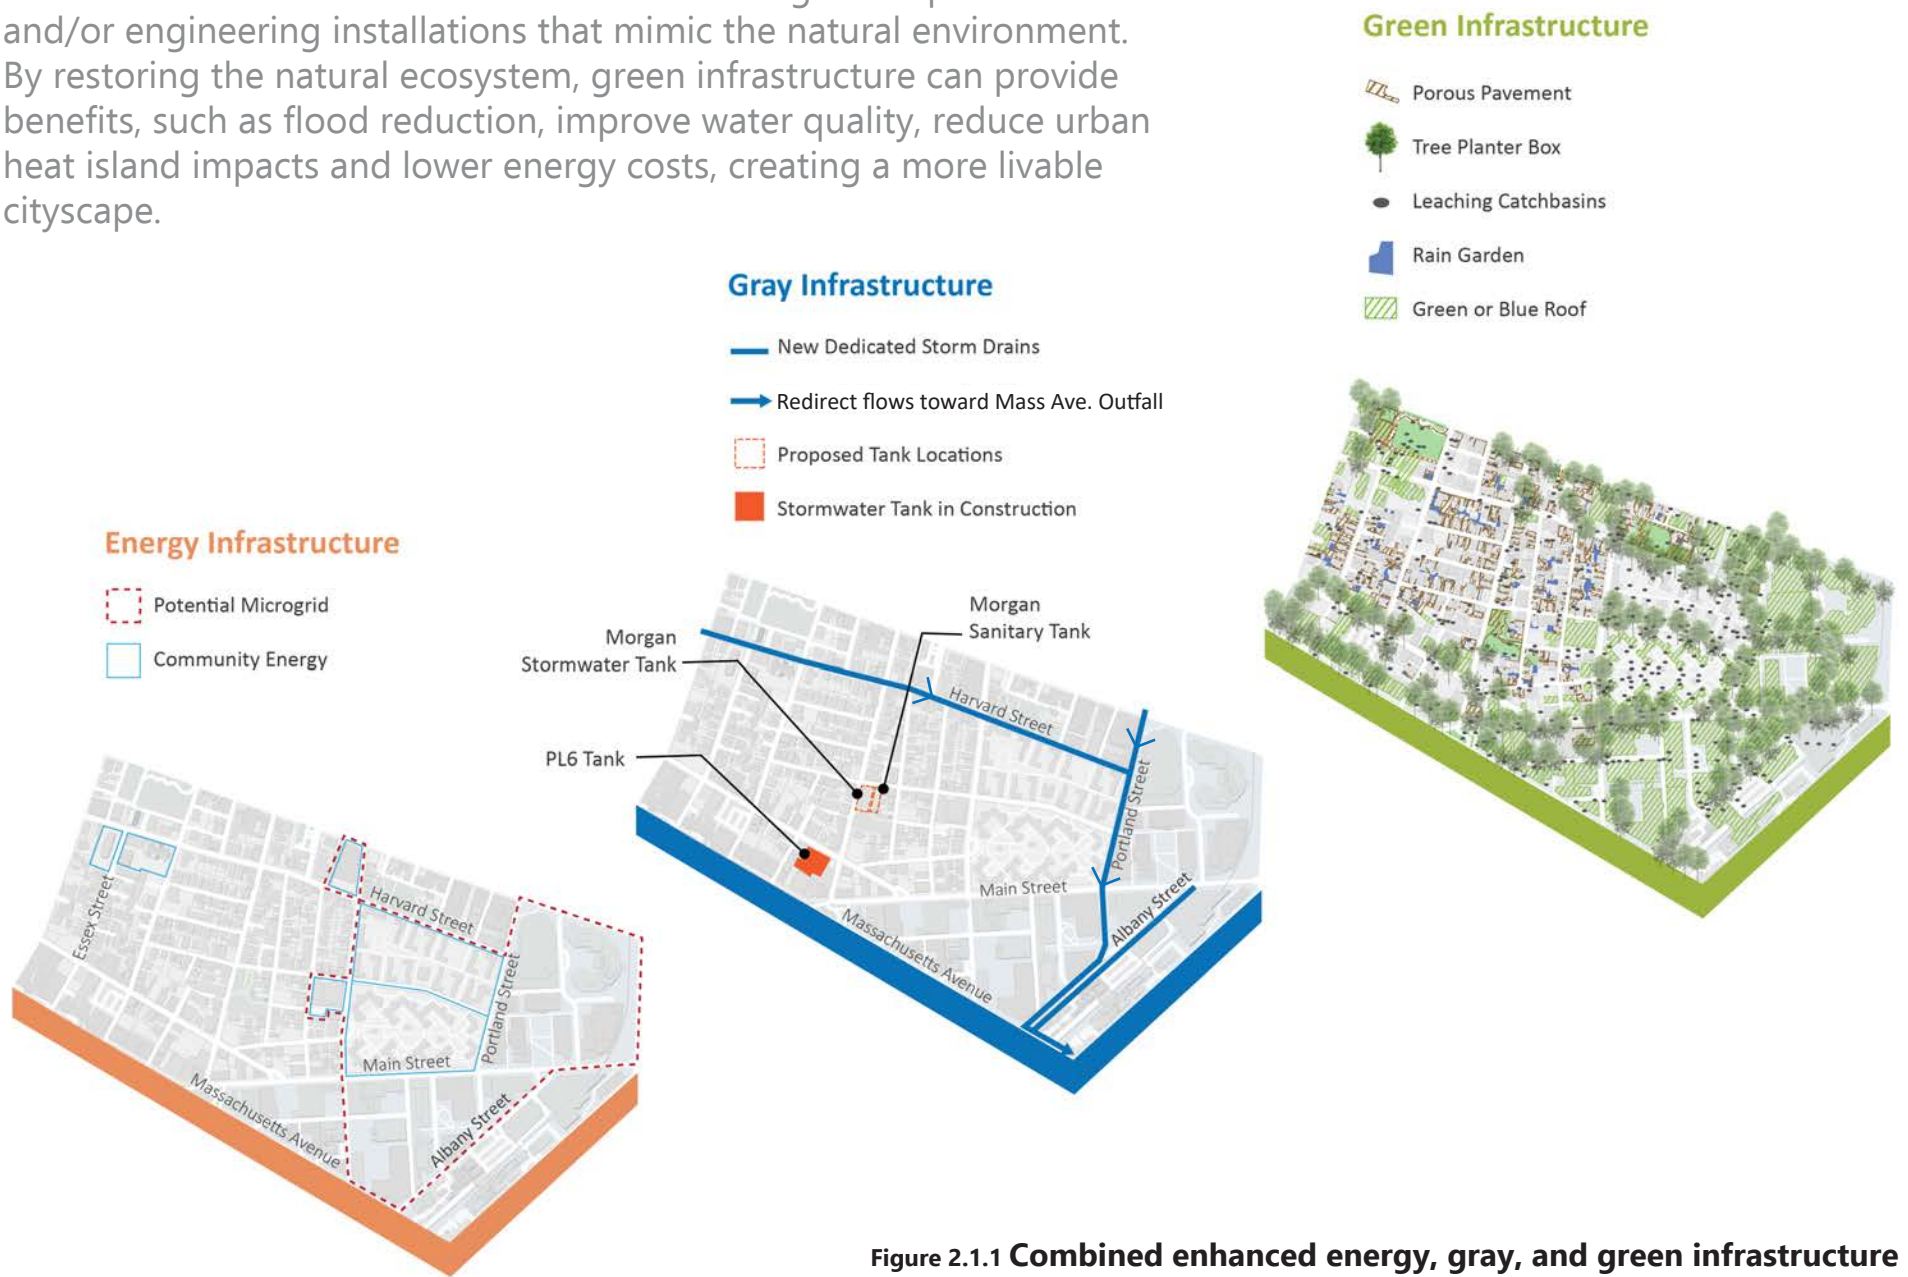 and/or engineering installations that mimic the natural environment.
By restoring the natural ecosystem, green infrastructure can provide
benefits, such as flood reduction, improve water quality, reduce urban
heat island impacts and lower energy costs, creating a more livable
cityscape.
Green Infrastructure
Porous Pavement
Tree Planter Box
Leaching Catchbasins
Rain Garden
Green or Blue Roof
Gray Infrastructure
New Dedicated Storm Drains
Redirect flows toward Mass Ave. Outfall
Proposed Tank Locations
Stormwater Tank in Construction
Morgan
Stormwater Tank
Morgan
Sanitary Tank
PL6 Tank
Harvard Street
Portland Street
Main Street
Albany Street
Massachusetts Avenue
Energy Infrastructure
Potential Microgrid
Community Energy
Essex Street
Harvard Street
Portland Street
Main Street
Massachusetts Avenue
Albany Street
Figure 2.1.1 Combined enhanced energy, gray, and green infrastructure